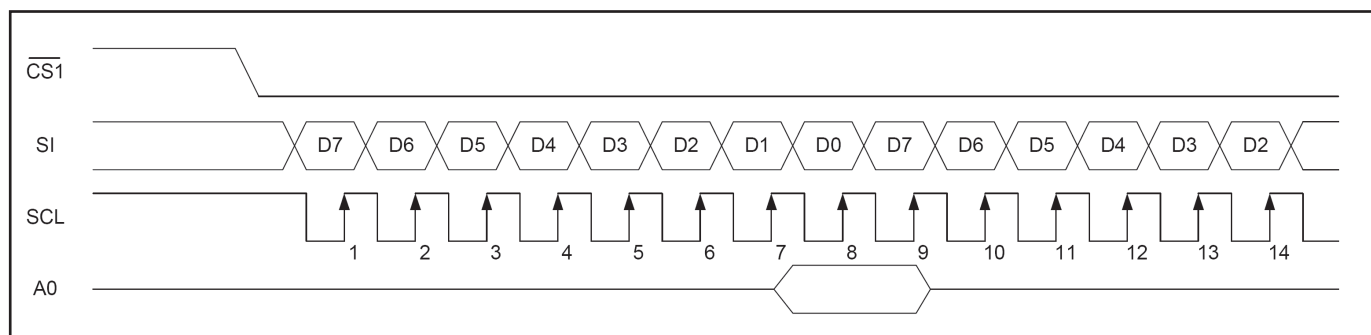 CS1
SI D7 D6 D5 D4 D3 D2 D1 D0 D7 D6 D5 D4 D3 D2
SCL
1 2 3 4 5 6 7 8 9 10 11 12 13 14
A0